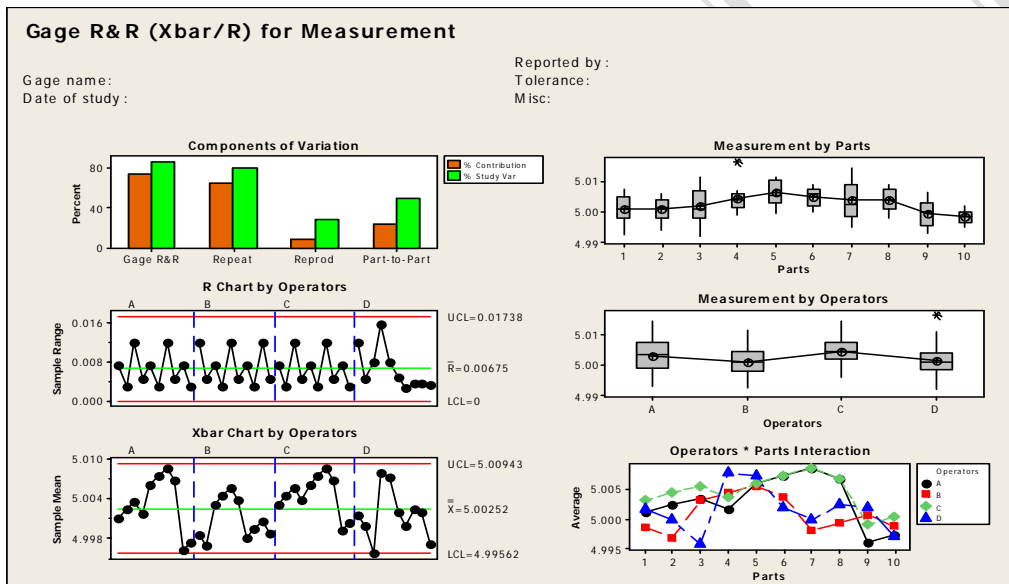 Gage R&R (Xbar/R) for Measurement
Gage name:
Date of study:
Reported by:
Tolerance:
Misc:
Components of Variation
% Contribution
% Study Var
Percent
80
40
0
Gage R&R Repeat Reprod Part-to-Part
R Chart by Operators
A B C D
Sample Range
0.016
0.008
0.000
UCL=0.01738
R=0.00675
LCL=0
Xbar Chart by Operators
A B C D
Sample Mean
5.010
5.004
4.998
UCL=5.00943
X=5.00252
LCL=4.99562
Measurement by Parts
5.01
5.00
4.99
1 2 3 4 5 6 7 8 9 10
Parts
Measurement by Operators
5.01
5.00
4.99
A B C D
Operators
Operators * Parts Interaction
Average
5.005
5.000
4.995
1 2 3 4 5 6 7 8 9 10
Parts
Operators
A
B
C
D